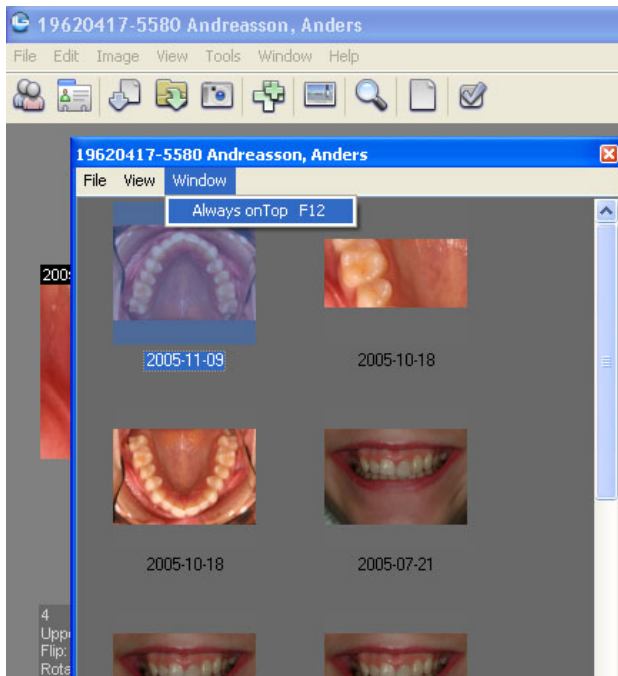 19620417-5580 Andreasson, Anders
File Edit Image View Tools Window Help
19620417-5580 Andreasson, Anders
File View Window
Always onTop F12
2005-11-09
2005-10-18
2005-10-18
2005-07-21
4
Flip: